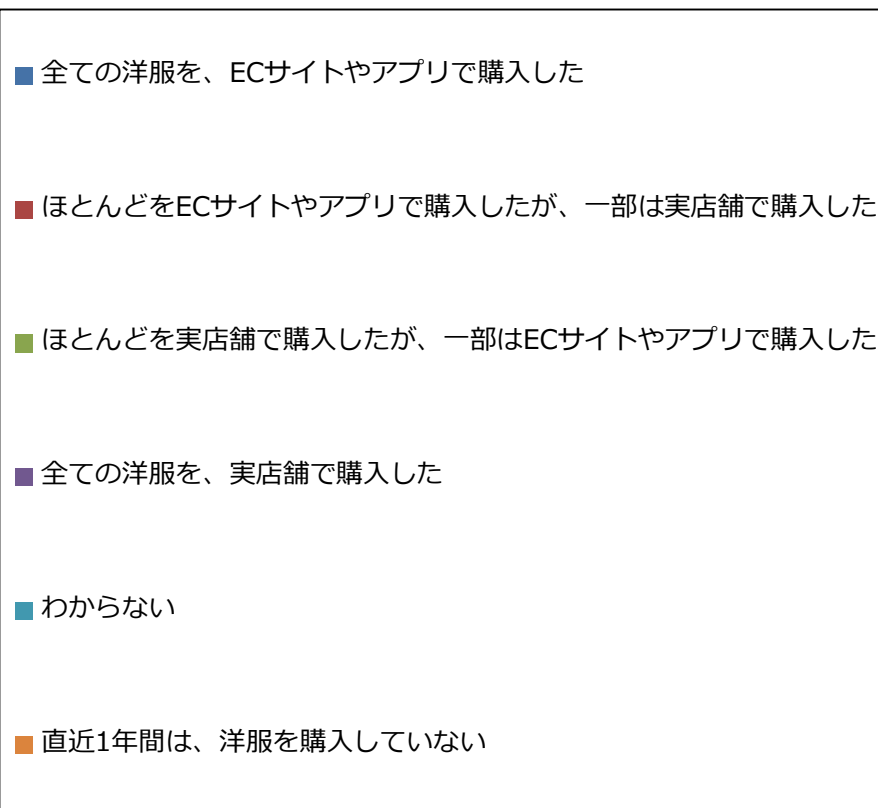 全ての洋服を、ECサイトやアプリで購入した
ほとんどをECサイトやアプリで購入したが、一部は実店舗で購入した
ほとんどを実店舗で購入したが、一部はECサイトやアプリで購入した
全ての洋服を、実店舗で購入した
わからない
直近1年間は、洋服を購入していない